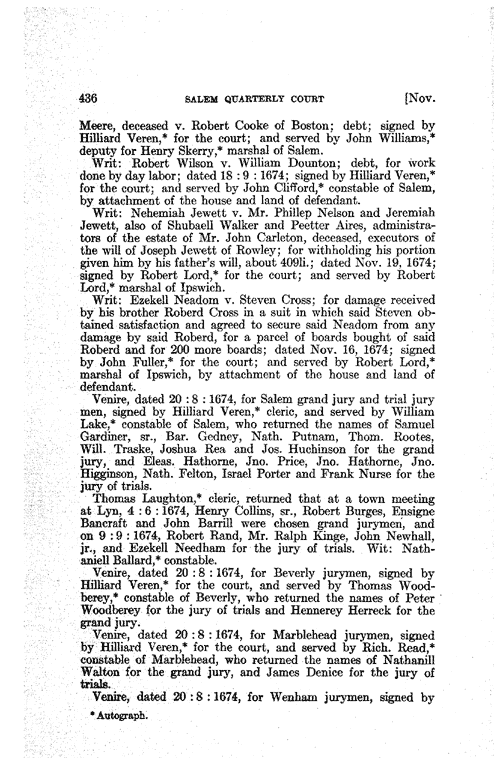 436 SALEM QUARTERLY COURT [Nov.
Meere, deceased v. Robert Cooke of Boston; debt; signed by
Hilliard Veren,* for the court; and served by John Williams,*
deputy for Henry Skerry,* marshal of Salem.
Writ: Robert Wilson v. William Dounton; debt, for work
done by day labor; dated 18 : 9 : 1674; signed by Hilliard Veren,*
for the court; and served by John Clifford,* constable of Salem,
by attachment of the house and land of defendant.
Writ: Nehemiah Jewett v. Mr. Phillep Nelson and Jeremiah
Jewett, also of Shubaell Walker and Peetter Aires, administra-
tors of the estate of Mr. John Carleton, deceased, executors of
the will of Joseph Jewett of Rowley; for withholding his portion
given him by his father's will, about 409li.; dated Nov. 19, 1674;
signed by Robert Lord,* for the court; and served by Robert
Lord,* marshal of Ipswich.
Writ: Ezekell Neadom v. Steven Cross; for damage received
by his brother Roberd Cross in a suit in which said Steven ob-
tained satisfaction and agreed to secure said Neadom from any
damage by said Roberd, for a parcel of boards bought of said
Roberd and for 200 more boards; dated Nov. 16, 1674; signed
by John Fuller,* for the court; and served by Robert Lord,*
marshal of Ipswich, by attachment of the house and land of
defendant.
Venire, dated 20 : 8 : 1674, for Salem grand jury and trial jury
men, signed by Hilliard Veren,* cleric, and served by William
Lake,* constable of Salem, who returned the names of Samuel
Gardiner, sr., Bar. Gedney, Nath. Putnam, Thom. Rootes,
Will. Traske, Joshua Rea and Jos. Huchinson for the grand
jury, and Eleas. Hathorne, Jno. Price, Jno. Hathorne, Jno.
Higginson, Nath. Felton, Israel Porter and Frank Nurse for the
jury of trials.
Thomas Laughton,* cleric, returned that at a town meeting
at Lyn, 4 : 6 : 1674, Henry Collins, sr., Robert Burges, Ensigne
Bancraft and John Barrill were chosen grand jurymen, and
on 9 : 9 : 1674, Robert Rand, Mr. Ralph Kinge, John Newhall,
jr., and Ezekell Needham for the jury of trials. Wit: Nath-
aniell Ballard,* constable.
Venire, dated 20 : 8 : 1674, for Beverly jurymen, signed by
Hilliard Veren,* for the court, and served by Thomas Wood-
berey,* constable of Beverly, who returned the names of Peter
Woodberey for the jury of trials and Hennerey Herreck for the
grand jury.
Venire, dated 20 : 8 : 1674, for Marblehead jurymen, signed
by Hilliard Veren,* for the court, and served by Rich. Read,*
constable of Marblehead, who returned the names of Nathanill
Walton for the grand jury, and James Denice for the jury of
trials.
Venire, dated 20 : 8 : 1674, for Wenham jurymen, signed by
* Autograph.